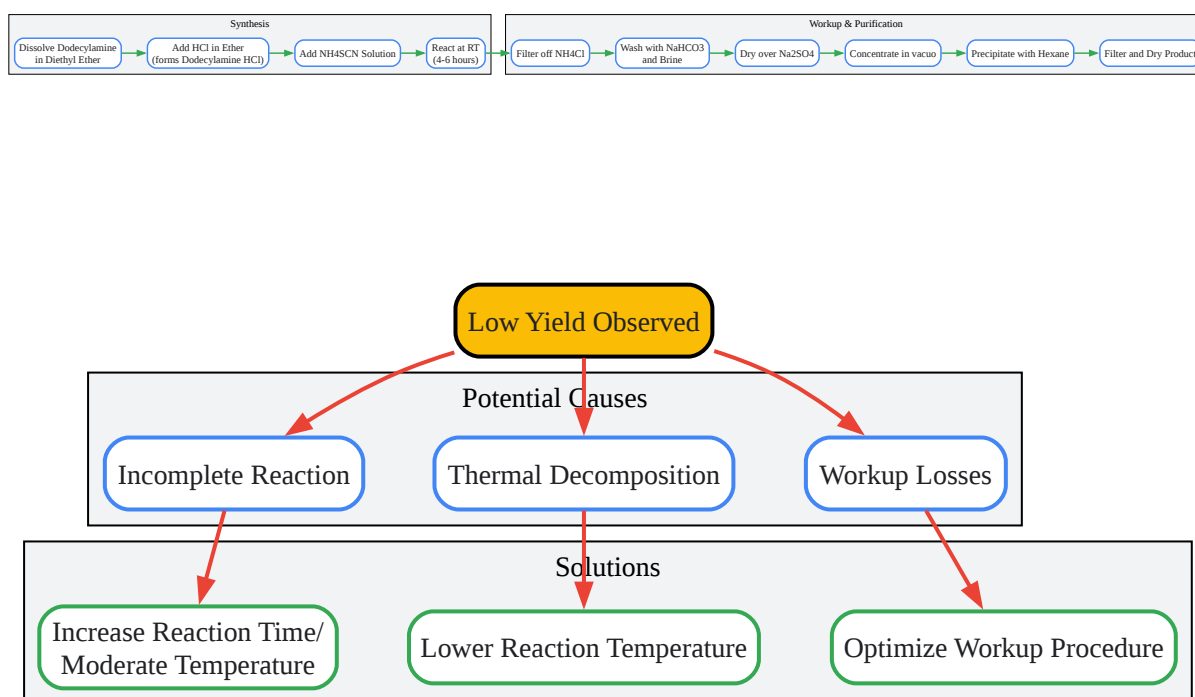 Synthesis
Dissolve Dodecylamine
in Diethyl Ether
Add HCl in Ether
(forms Dodecylamine HCl)
Add NH4SCN Solution
React at RT
(4-6 hours)
Workup & Purification
Filter off NH4Cl
Wash with NaHCO3
and Brine
Dry over Na2SO4
Concentrate in vacuo
Precipitate with Hexane
Filter and Dry Product
Low Yield Observed
Potential Causes
Incomplete Reaction
Thermal Decomposition
Workup Losses
Solutions
Increase Reaction Time/
Moderate Temperature
Lower Reaction Temperature
Optimize Workup Procedure